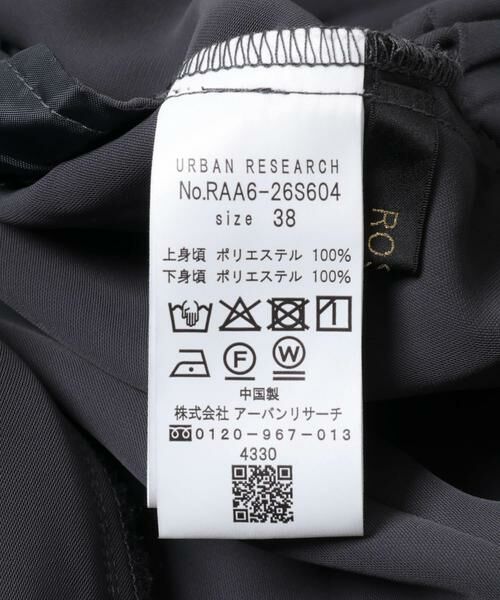 URBAN RESEARCH
No.RAA6-26S604
size 38
上身頃 ポリエステル 100%
下身頃 ポリエステル 100%
F W
中国製
株式会社 アーバンリサーチ
0120-967-013
4330
ROS